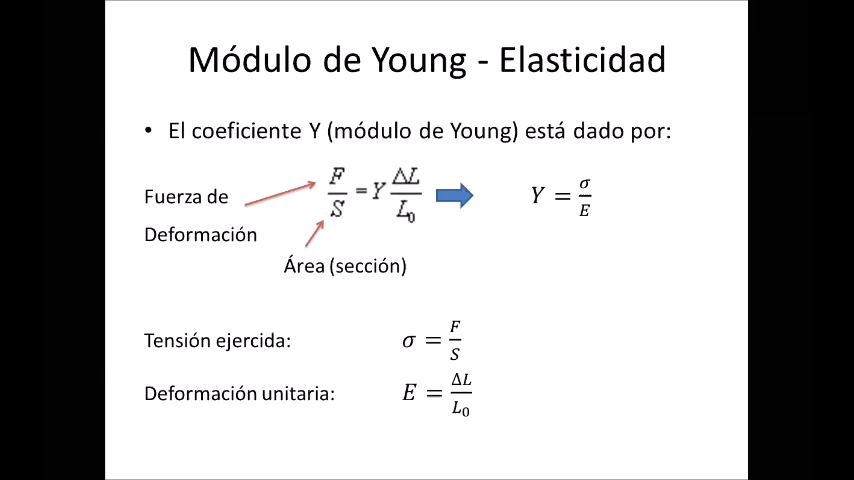 Módulo de Young - Elasticidad
• El coeficiente Y (módulo de Young) está dado por:
Fuerza de Deformación
F/S = Y ΔL/L₀
Y = σ/E
Área (sección)
Tensión ejercida: σ = F/S
Deformación unitaria: E = ΔL/L₀